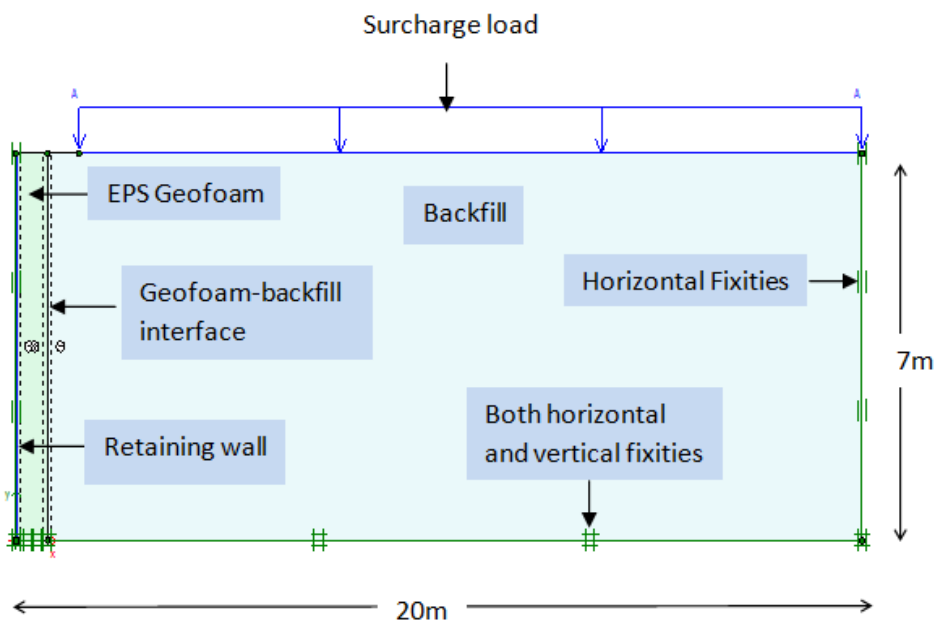 Surcharge load
A
A
EPS Geofoam
Backfill
Geofoam-backfill
interface
Horizontal Fixities
7m
Both horizontal
and vertical fixities
Retaining wall
y
x
20m